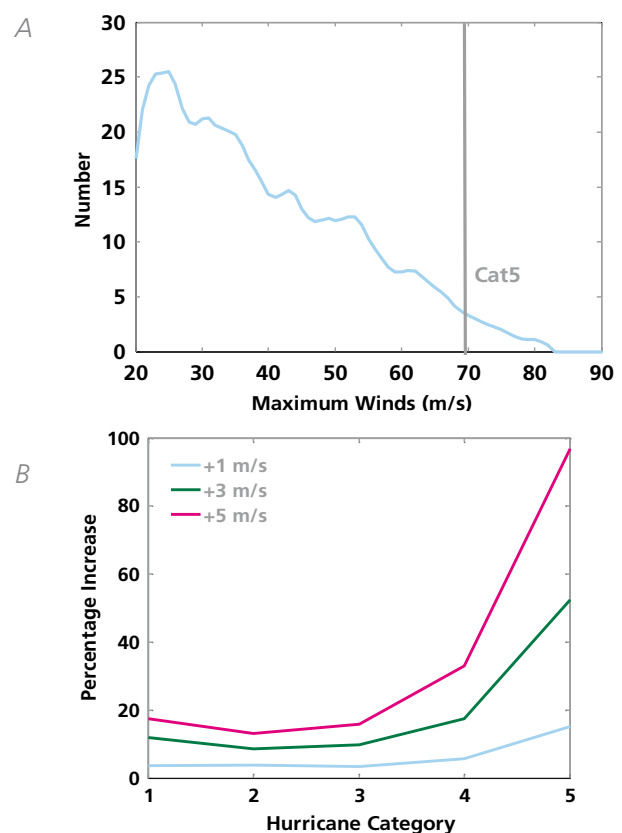 A
30
25
20
15
10
5
0
Number
Cat5
20 30 40 50 60 70 80 90
Maximum Winds (m/s)
B
100
80
60
40
20
0
Percentage Increase
+1 m/s
+3 m/s
+5 m/s
1 2 3 4 5
Hurricane Category